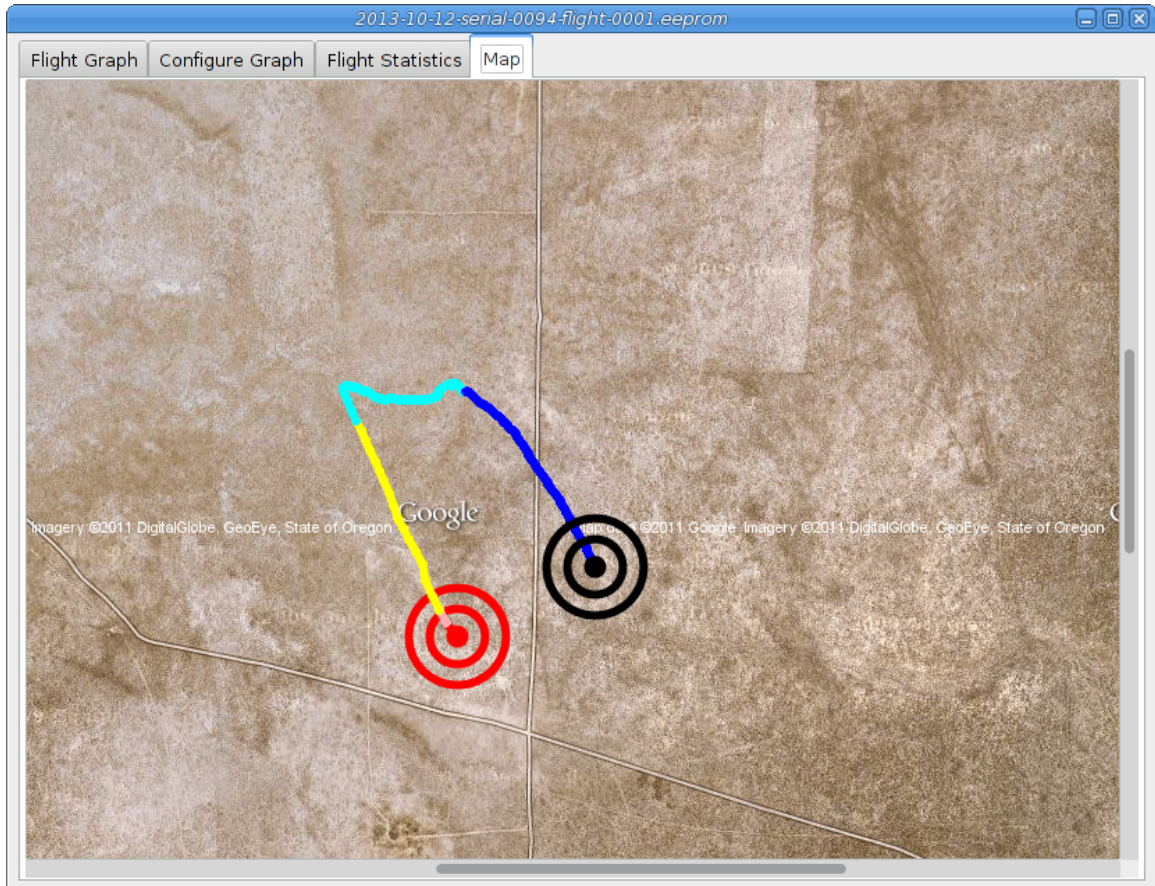 2013-10-12-serial-0094-flight-0001.eeprom
Flight Graph
Configure Graph
Flight Statistics
Map
Google
Imagery ©2011 DigitalGlobe, GeoEye, State of Oregon
©2011 Google Imagery ©2011 DigitalGlobe, GeoEye, State of Oregon